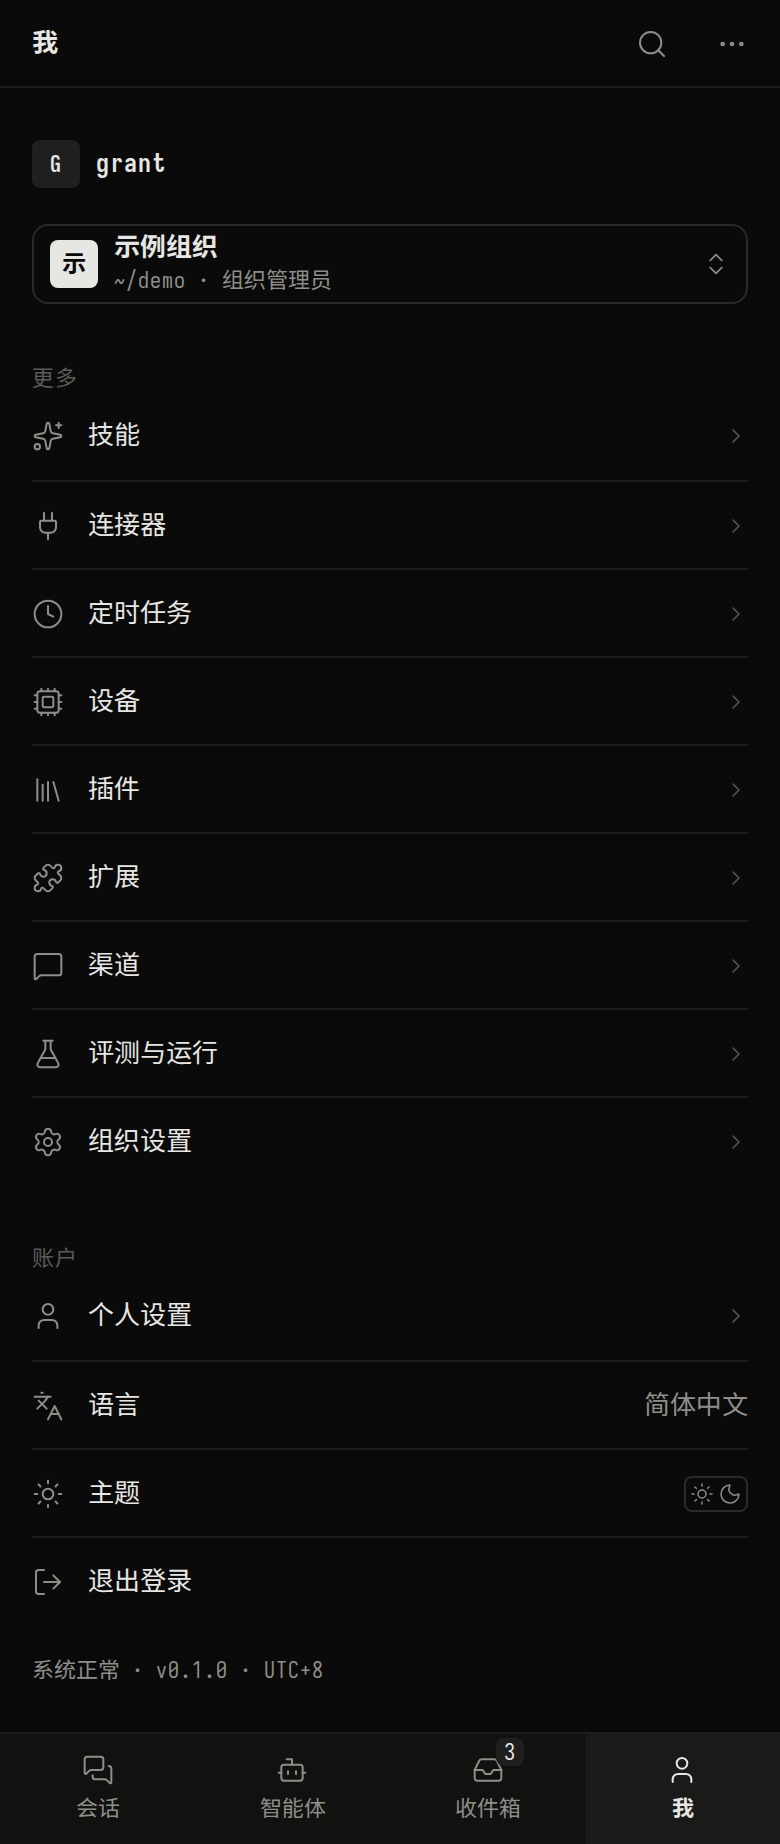 我
G grant
示 示例组织
~/demo · 组织管理员
更多
技能
连接器
定时任务
设备
插件
扩展
渠道
评测与运行
组织设置
账户
个人设置
语言 简体中文
主题
退出登录
系统正常 · v0.1.0 · UTC+8
3
会话 智能体 收件箱 我